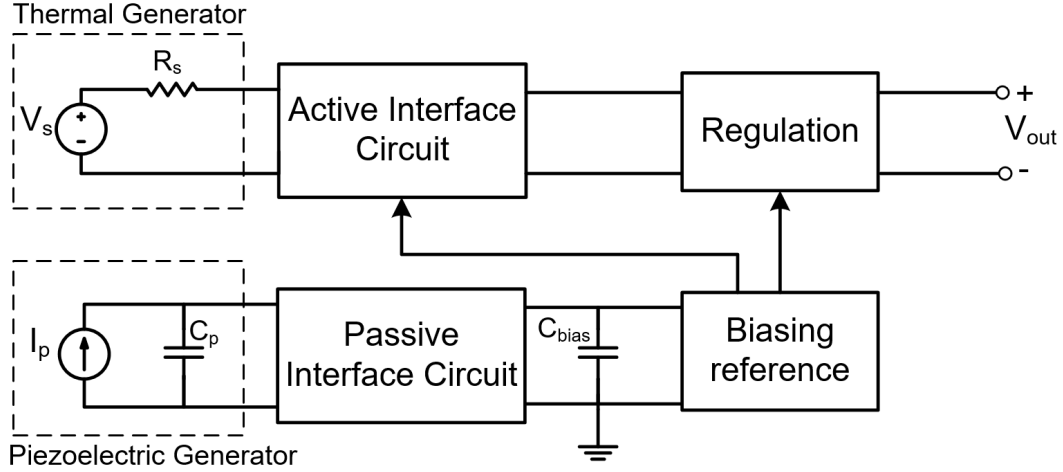 Thermal Generator
Rs
Vs
+
-
Active Interface
Circuit
Regulation
+
Vout
-
Ip
Cp
Passive
Interface Circuit
Cbias
Biasing
reference
Piezoelectric Generator